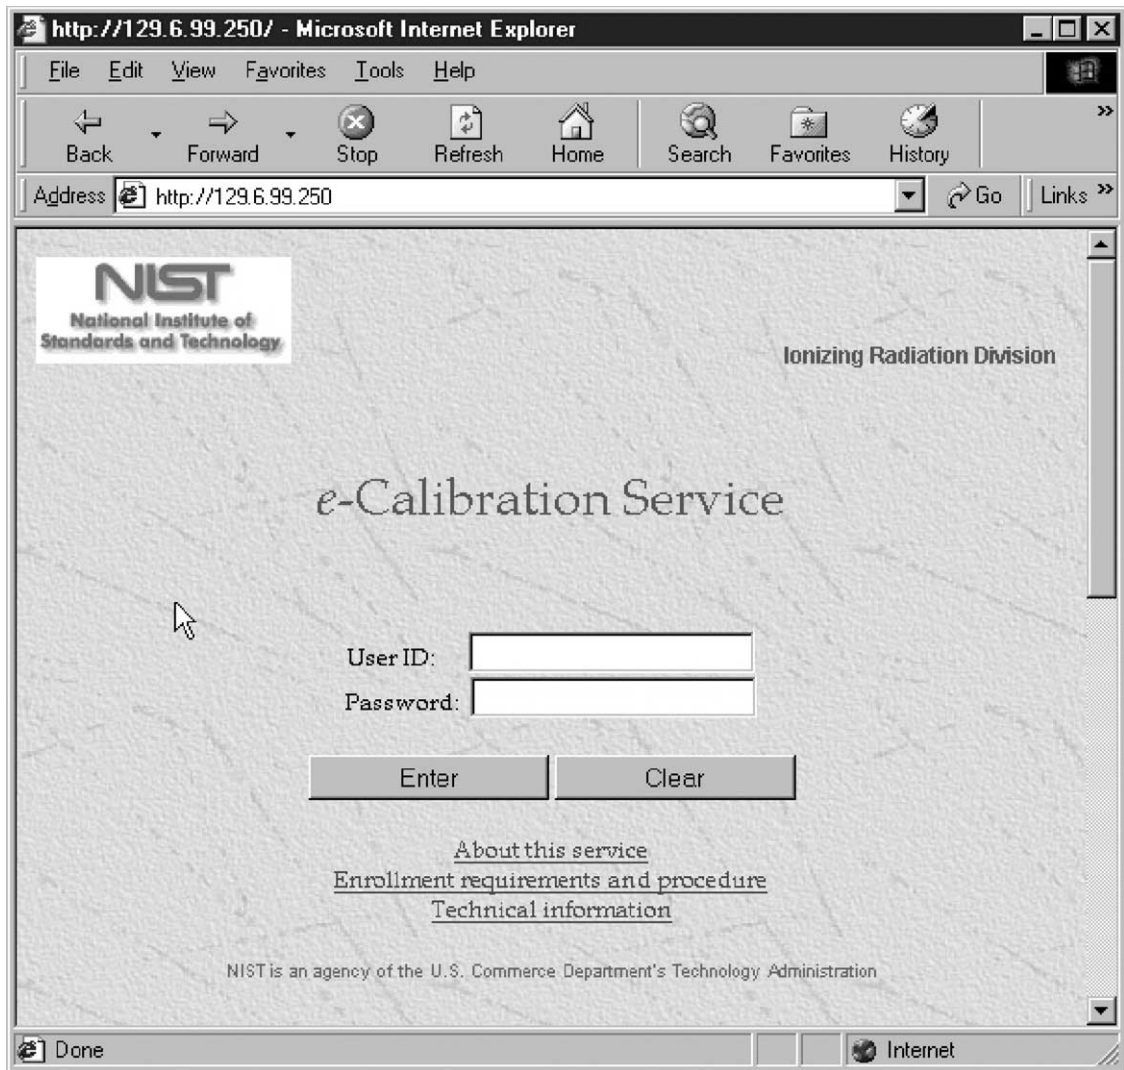 http://129.6.99.250/ - Microsoft Internet Explorer
File Edit View Favorites Tools Help
Back Forward Stop Refresh Home Search Favorites History »
Address http://129.6.99.250 Go Links »
NIST
National Institute of
Standards and Technology
Ionizing Radiation Division
e-Calibration Service
User ID:
Password:
Enter Clear
About this service
Enrollment requirements and procedure
Technical information
NIST is an agency of the U.S. Commerce Department's Technology Administration
Done Internet